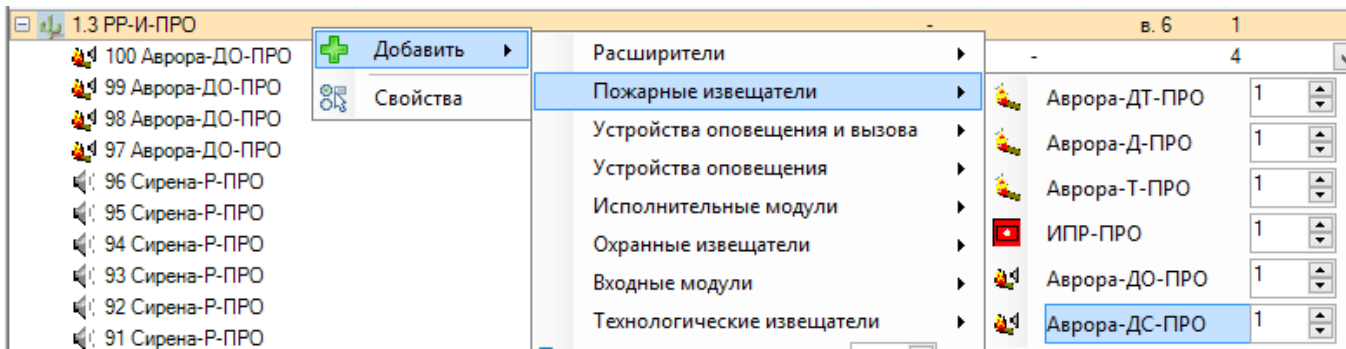 1.3 РР-И-ПРО - в. 6 1
100 Аврора-ДО-ПРО
99 Аврора-ДО-ПРО
98 Аврора-ДО-ПРО
97 Аврора-ДО-ПРО
96 Сирена-Р-ПРО
95 Сирена-Р-ПРО
94 Сирена-Р-ПРО
93 Сирена-Р-ПРО
92 Сирена-Р-ПРО
91 Сирена-Р-ПРО
Добавить
Свойства
Расширители
Пожарные извещатели
Устройства оповещения и вызова
Устройства оповещения
Исполнительные модули
Охранные извещатели
Входные модули
Технологические извещатели
- 4
Аврора-ДТ-ПРО 1
Аврора-Д-ПРО 1
Аврора-Т-ПРО 1
ИПР-ПРО 1
Аврора-ДО-ПРО 1
Аврора-ДС-ПРО 1